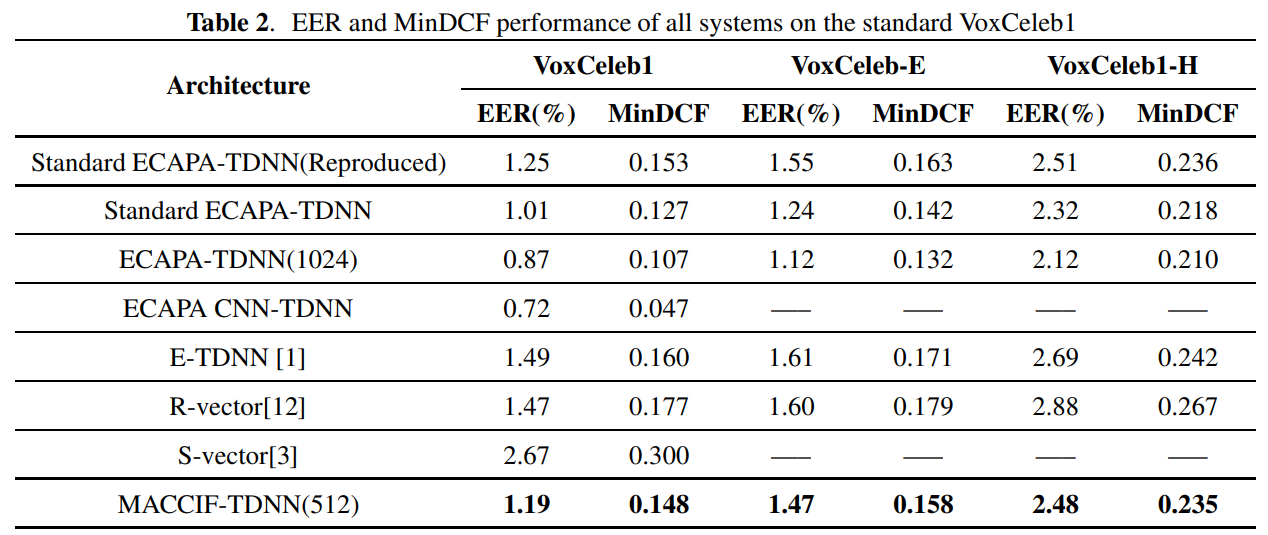 Table 2. EER and MinDCF performance of all systems on the standard VoxCeleb1
Architecture VoxCeleb1 VoxCeleb-E VoxCeleb1-H
EER(%) MinDCF EER(%) MinDCF EER(%) MinDCF
Standard ECAPA-TDNN(Reproduced) 1.25 0.153 1.55 0.163 2.51 0.236
Standard ECAPA-TDNN 1.01 0.127 1.24 0.142 2.32 0.218
ECAPA-TDNN(1024) 0.87 0.107 1.12 0.132 2.12 0.210
ECAPA CNN-TDNN 0.72 0.047 —– —– —– —–
E-TDNN [1] 1.49 0.160 1.61 0.171 2.69 0.242
R-vector[12] 1.47 0.177 1.60 0.179 2.88 0.267
S-vector[3] 2.67 0.300 —– —– —– —–
MACCIF-TDNN(512) 1.19 0.148 1.47 0.158 2.48 0.235